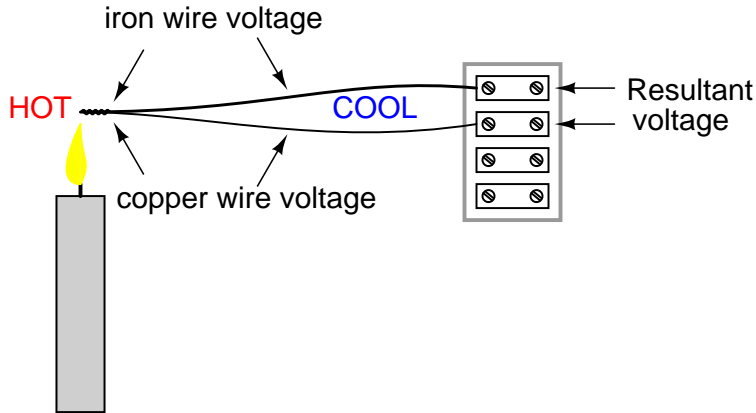 iron wire voltage
HOT
COOL
Resultant
voltage
copper wire voltage